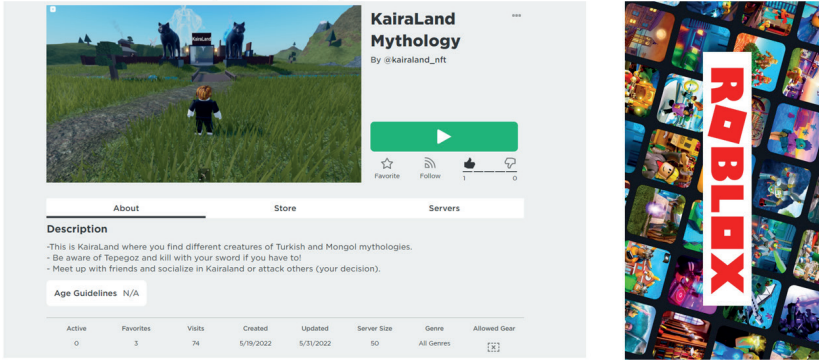 KairaLand
KairaLand
Mythology
By @kairaland_nft
Favorite
Follow
1
0
About
Store
Servers
Description
-This is KairaLand where you find different creatures of Turkish and Mongol mythologies.
- Be aware of Tepegoz and kill with your sword if you have to!
- Meet up with friends and socialize in Kairaland or attack others (your decision).
Age Guidelines N/A
Active Favorites Visits Created Updated Server Size Genre Allowed Gear
0 3 74 5/19/2022 5/31/2022 50 All Genres
ROBLOX